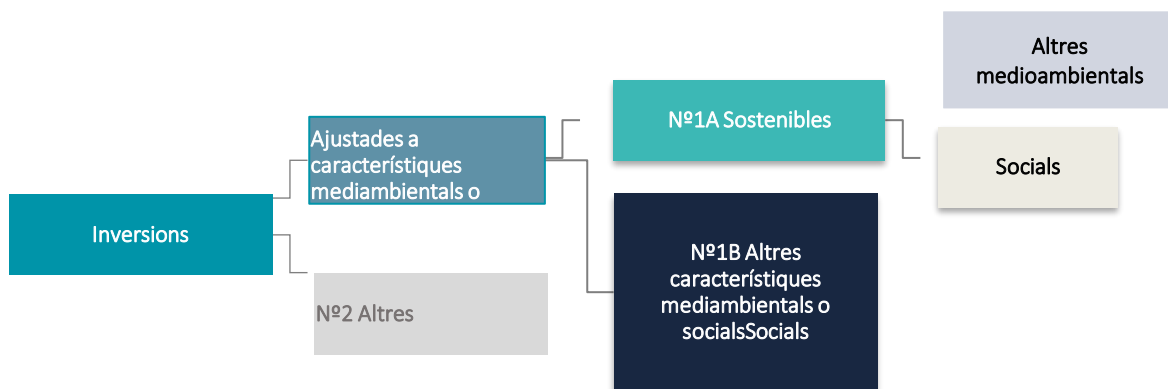 Inversions
Ajustades a
característiques
mediambientals o
Nº2 Altres
Nº1A Sostenibles
Nº1B Altres
característiques
mediambientals o
socialsSocials
Altres
medioambientals
Socials